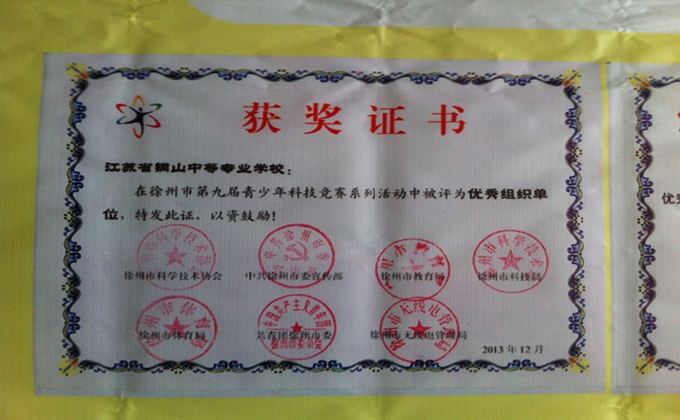 获奖证书
江苏省铜山中等专业学校：
在徐州市第九届青少年科技竞赛系列活动中被评为优秀组织单
位，特发此证，以资鼓励！
徐州市科学技术协会 中共徐州市委宣传部 徐州市教育局 徐州市科技局
徐州市体育局 共青团徐州市委 徐州市无线电管理局
2013年12月
优秀